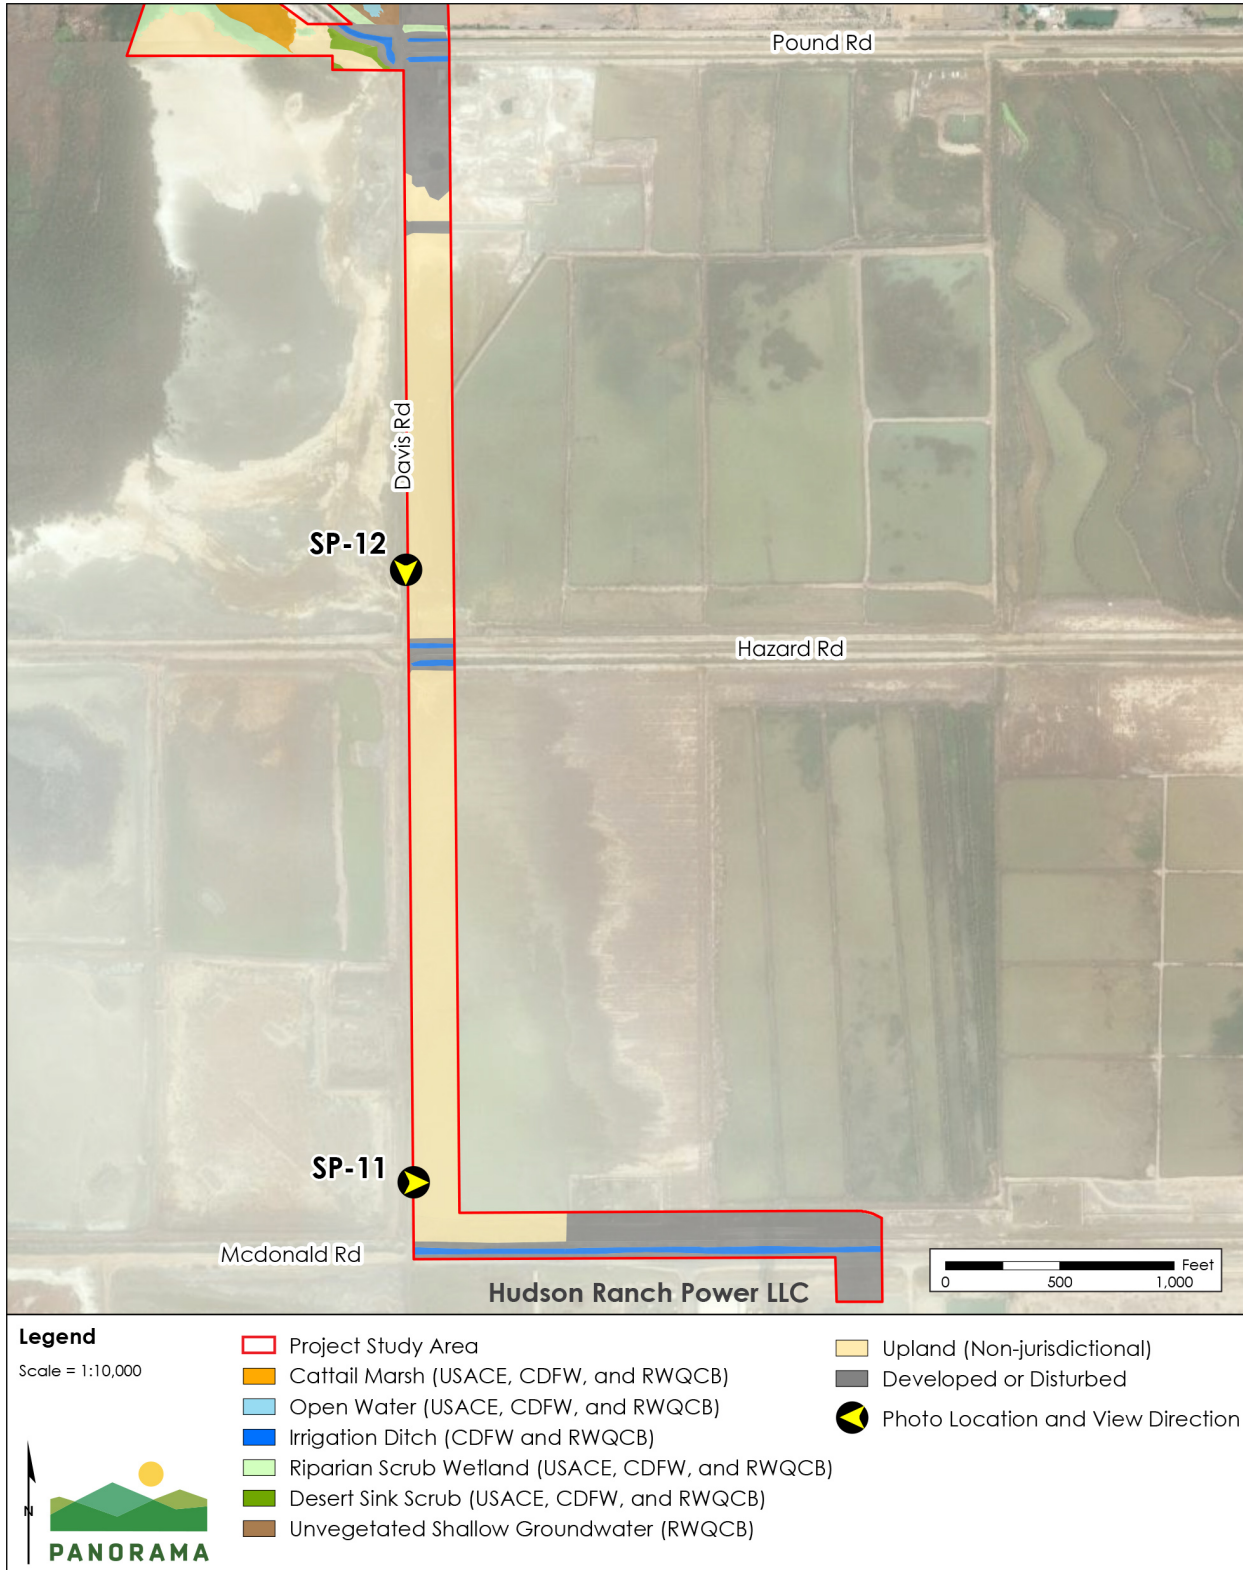 Pound Rd
Davis Rd
SP-12
Hazard Rd
SP-11
Mcdonald Rd
Hudson Ranch Power LLC
Feet
0 500 1,000
Legend
Scale = 1:10,000
N
PANORAMA
Project Study Area
Cattail Marsh (USACE, CDFW, and RWQCB)
Open Water (USACE, CDFW, and RWQCB)
Irrigation Ditch (CDFW and RWQCB)
Riparian Scrub Wetland (USACE, CDFW, and RWQCB)
Desert Sink Scrub (USACE, CDFW, and RWQCB)
Unvegetated Shallow Groundwater (RWQCB)
Upland (Non-jurisdictional)
Developed or Disturbed
Photo Location and View Direction